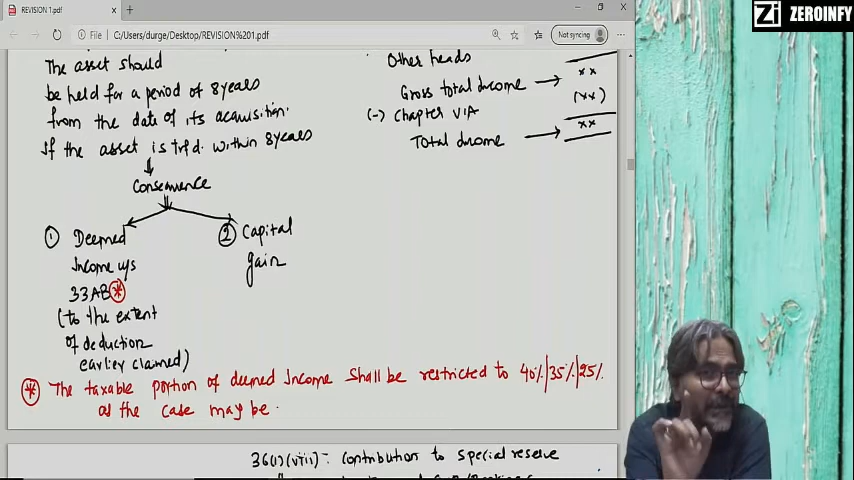 REVISION 1.pdf
File | C:/Users/durge/Desktop/REVISION%201.pdf
Not syncing
Zi ZEROINFY
The asset should
be held for a period of 8 years
from the date of its acquisition.
If the asset is trfd. within 8 years
Consequence
① Deemed
Income u/s
33AB*
(to the extent
of deduction
earlier claimed)
② Capital
gain
Other heads
Gross total Income → xx
(-) Chapter VIA (xx)
Total Income → xx
* The taxable portion of deemed Income shall be restricted to 40%|35%|25%.
as the case may be.
36(1)(viii):- Contribution to special reserve